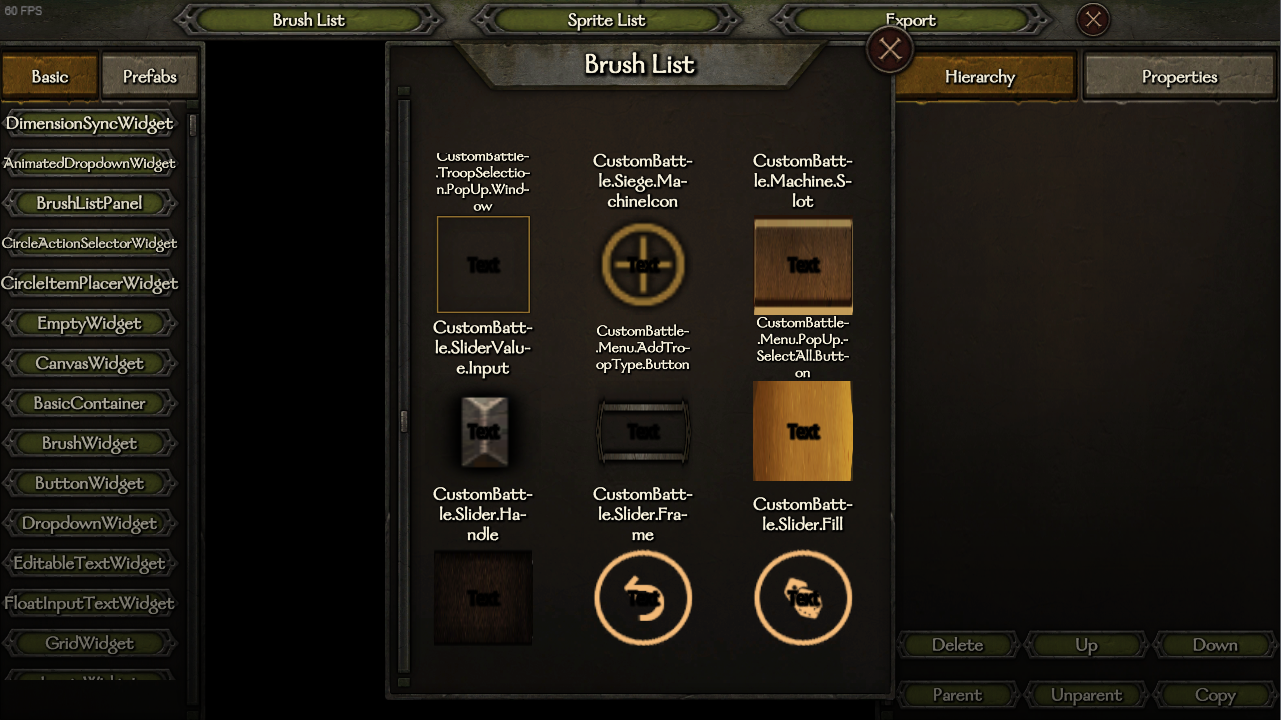 60 FPS
Brush List
Sprite List
Export
Basic
Prefabs
DimensionSyncWidget
AnimatedDropdownWidget
BrushListPanel
CircleActionSelectorWidget
CircleItemPlacerWidget
EmptyWidget
CanvasWidget
BasicContainer
BrushWidget
ButtonWidget
DropdownWidget
EditableTextWidget
FloatInputTextWidget
GridWidget
Brush List
CustomBattle-
.TroopSelectio-
n.PopUp.Wind-
ow
CustomBatt-
le.Siege.Ma-
chineIcon
CustomBatt-
le.Machine.S-
lot
Text
Text
Text
CustomBatt-
le.SliderValu-
e.Input
CustomBattle-
.Menu.AddTro-
opType.Button
CustomBattle-
.Menu.PopUp.-
SelectAll.Butt-
on
Text
Text
Text
CustomBatt-
le.Slider.Ha-
ndle
CustomBatt-
le.Slider.Fra-
me
CustomBatt-
le.Slider.Fill
Text
Text
Text
Hierarchy
Properties
Delete
Up
Down
Parent
Unparent
Copy